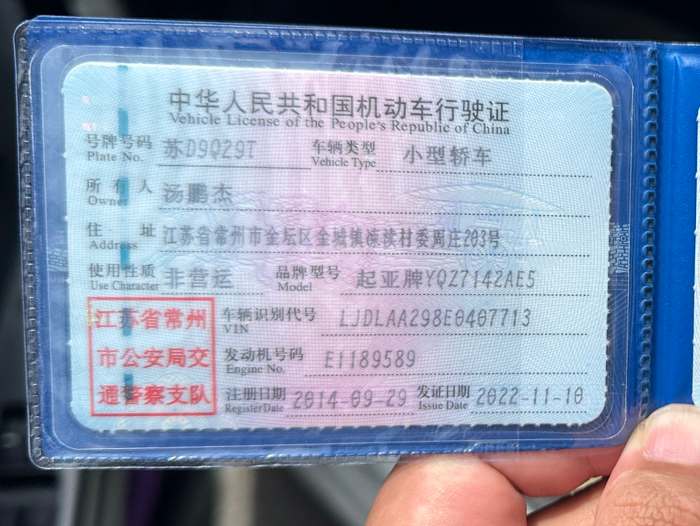 中华人民共和国机动车行驶证
Vehicle License of the People's Republic of China
号牌号码 苏D9Q29T 车辆类型 小型轿车
Plate No. Vehicle Type
所有人 汤鹏杰
Owner
住址 江苏省常州市金坛区金城镇涑渎村委周庄203号
Address
使用性质 非营运 品牌型号 起亚牌YQZ7142AE5
Use Character Model
江苏省常州 车辆识别代号 LJDLAA298E0407713
VIN
市公安局交 发动机号码 E1189589
Engine No.
通警察支队 注册日期 2014-09-29 发证日期 2022-11-10
Register Date Issue Date